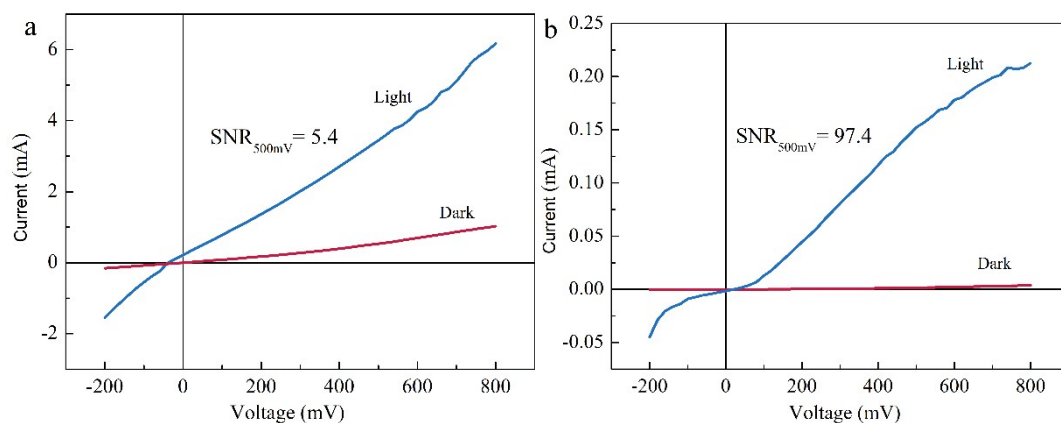 a
Current (mA)
6
4
2
0
-2
Light
SNR500mV= 5.4
Dark
-200 0 200 400 600 800
Voltage (mV)
b
Current (mA)
0.25
0.20
0.15
0.10
0.05
0.00
-0.05
Light
SNR500mV= 97.4
Dark
-200 0 200 400 600 800
Voltage (mV)